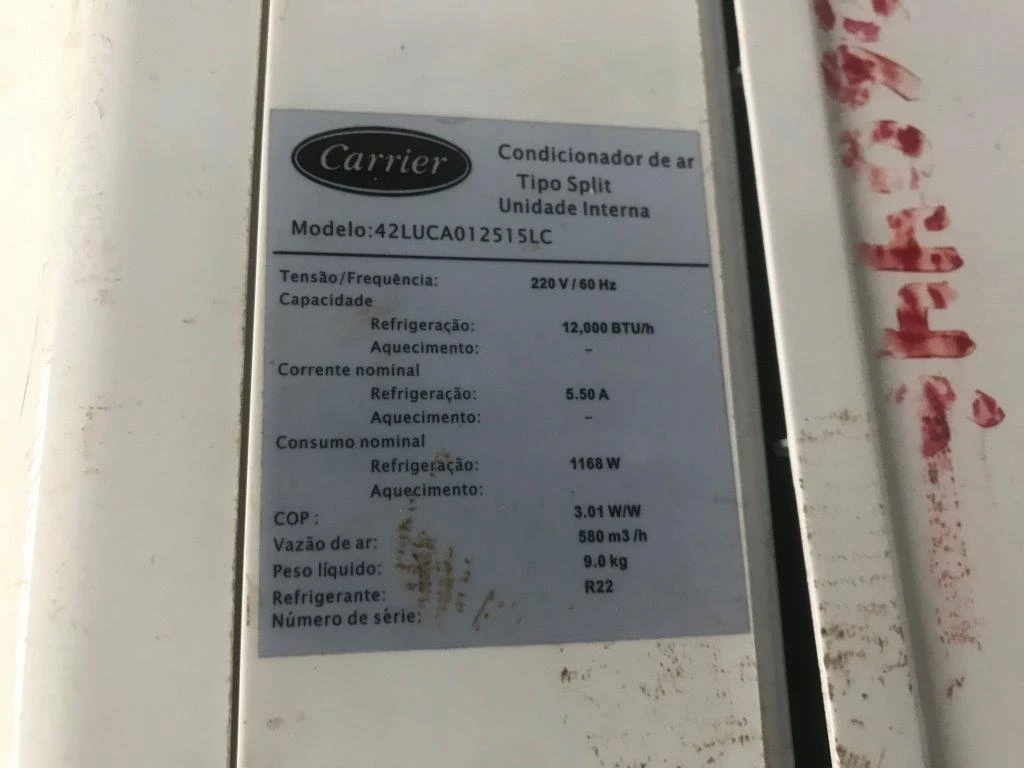 Carrier
Condicionador de ar
Tipo Split
Unidade Interna
Modelo:42LUCA012515LC
Tensão/Frequência: 220 V / 60 Hz
Capacidade
Refrigeração: 12,000 BTU/h
Aquecimento: –
Corrente nominal
Refrigeração: 5.50 A
Aquecimento: –
Consumo nominal
Refrigeração: 1168 W
Aquecimento:
COP : 3.01 W/W
Vazão de ar: 580 m3 /h
Peso líquido: 9.0 kg
Refrigerante: R22
Número de série: